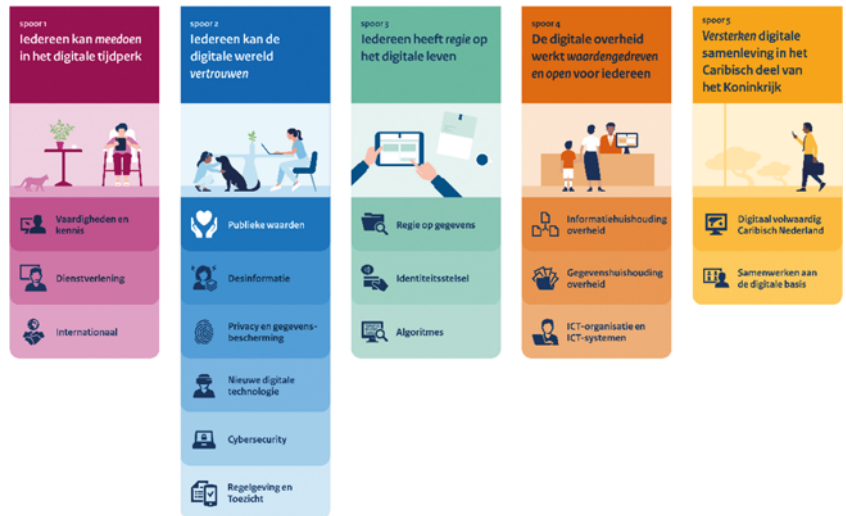 spoor 1
Iedereen kan meedoen
in het digitale tijdperk
Vaardigheden en
kennis
Dienstverlening
Internationaal
spoor 2
Iedereen kan de
digitale wereld
vertrouwen
Publieke waarden
Desinformatie
Privacy en gegevens-
bescherming
Nieuwe digitale
technologie
Cybersecurity
Regelgeving en
Toezicht
spoor 3
Iedereen heeft regie op
het digitale leven
Regie op gegevens
Identiteitsstelsel
Algoritmes
spoor 4
De digitale overheid
werkt waardengedreven
en open voor iedereen
Informatiehuishouding
overheid
Gegevenshuishouding
overheid
ICT-organisatie en
ICT-systemen
spoor 5
Versterken digitale
samenleving in het
Caribisch deel van
het Koninkrijk
Digitaal volwaardig
Caribisch Nederland
Samenwerken aan
de digitale basis